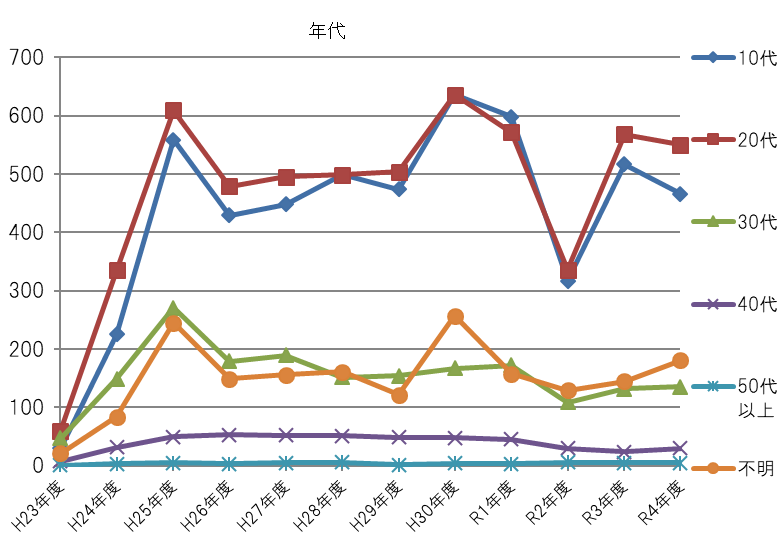 年代
700
600
500
400
300
200
100
0
H23年度
H24年度
H25年度
H26年度
H27年度
H28年度
H29年度
H30年度
R1年度
R2年度
R3年度
R4年度
10代
20代
30代
40代
50代
以上
不明